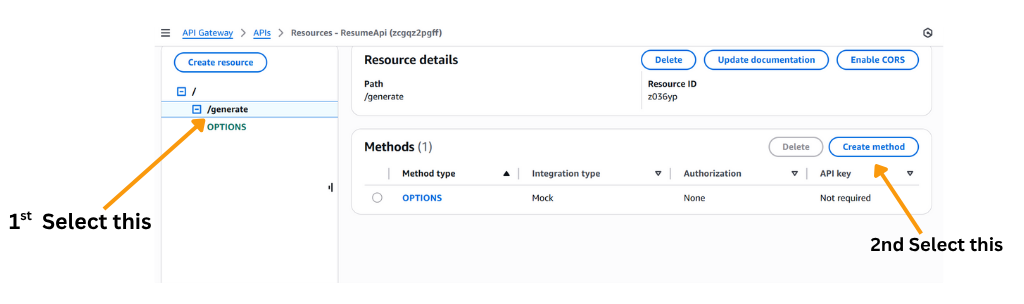 API Gateway > APIs > Resources - ResumeApi (zcgqz2pgff)
Create resource
/
/generate
OPTIONS
Resource details
Delete
Update documentation
Enable CORS
Path
/generate
Resource ID
z036yp
Methods (1)
Delete
Create method
Method type
Integration type
Authorization
API key
OPTIONS
Mock
None
Not required
1st Select this
2nd Select this